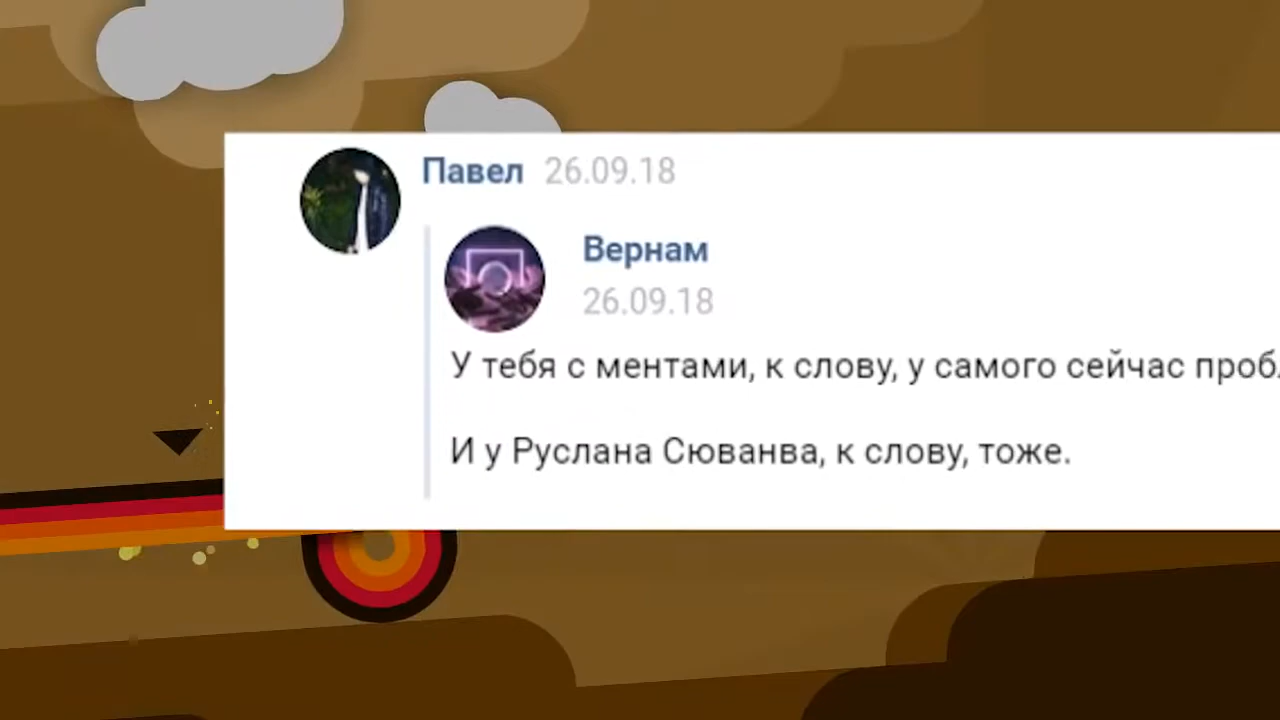 Павел 26.09.18
Вернам
26.09.18
У тебя с ментами, к слову, у самого сейчас
И у Руслана Сюванва, к слову, тоже.